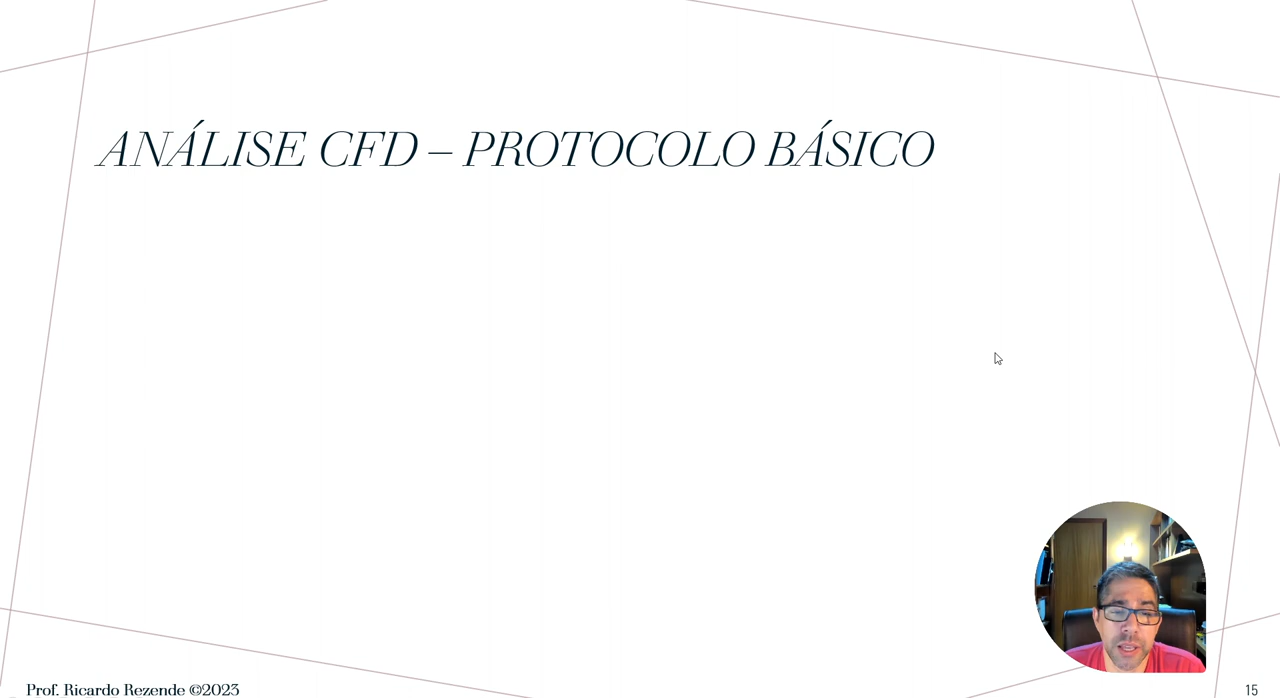 ANÁLISE CFD – PROTOCOLO BÁSICO
Prof. Ricardo Rezende ©2023
15